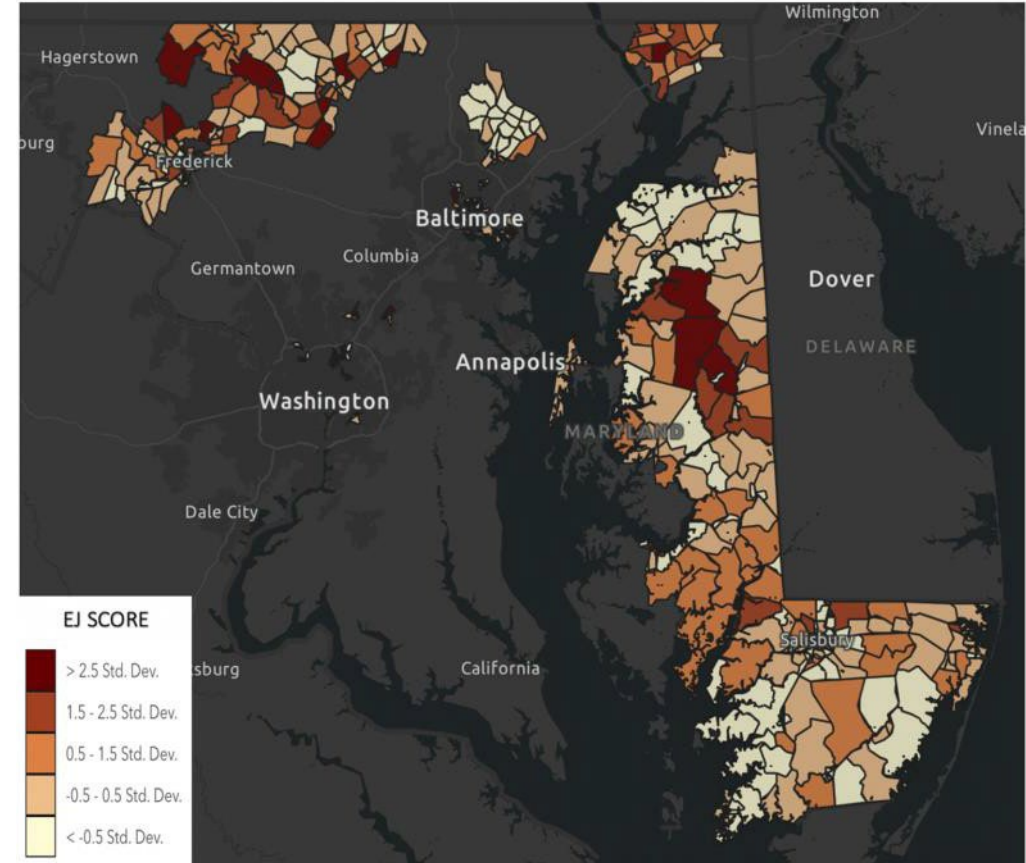 Wilmington
Hagerstown
Vinela
burg
Frederick
Baltimore
Columbia
Germantown
Dover
DELAWARE
Annapolis
Washington
MARYLAND
Dale City
EJ SCORE
> 2.5 Std. Dev.
1.5 - 2.5 Std. Dev.
0.5 - 1.5 Std. Dev.
-0.5 - 0.5 Std. Dev.
< -0.5 Std. Dev.
Salisbury
California
sburg